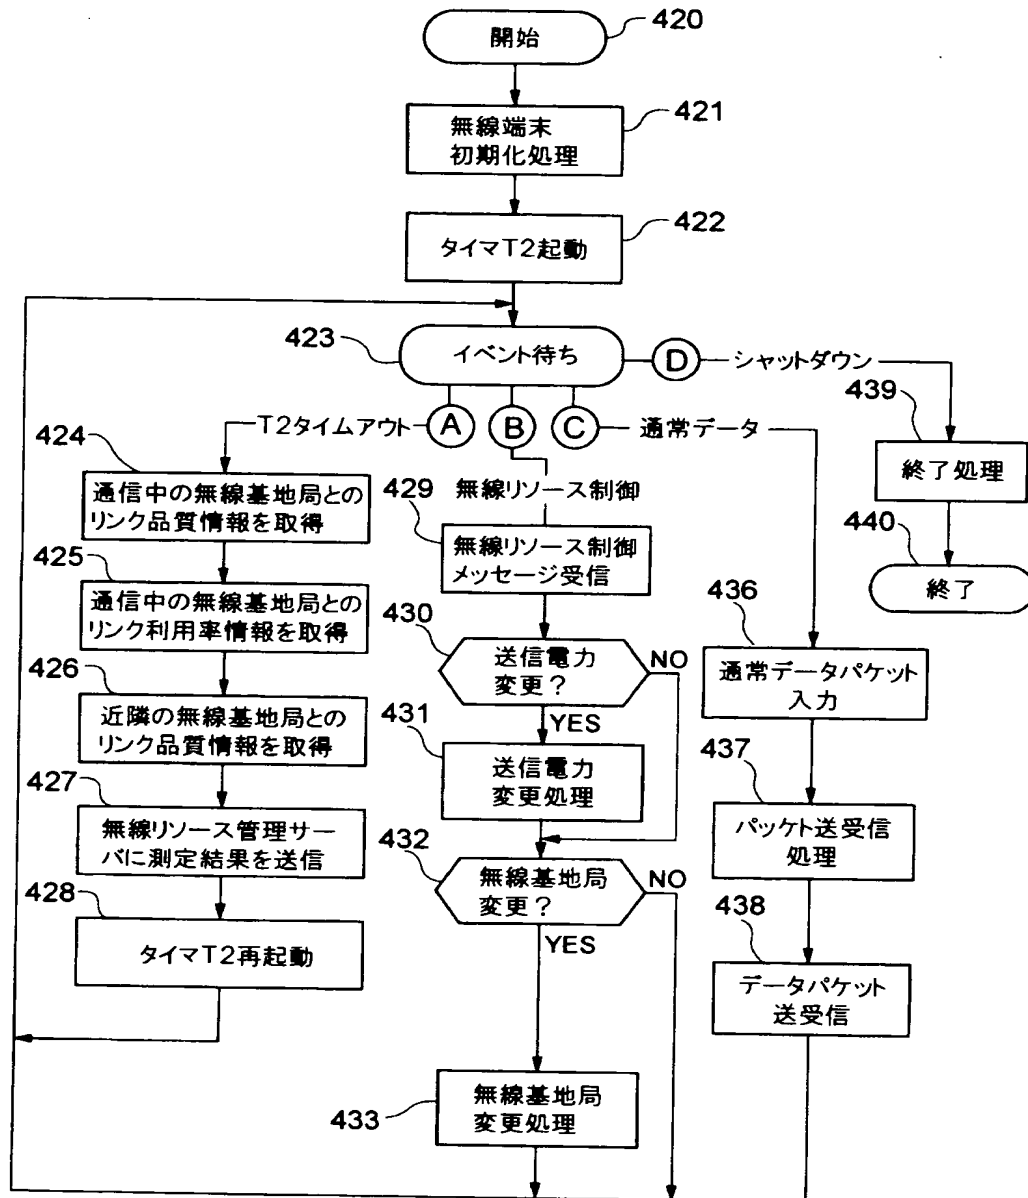 開始
420
無線端末
初期化処理
421
タイマT2起動
422
423
イベント待ち
D
シャットダウン
439
終了処理
440
終了
T2タイムアウト
A
B
C
通常データ
424
通信中の無線基地局との
リンク品質情報を取得
425
通信中の無線基地局との
リンク利用率情報を取得
426
近隣の無線基地局との
リンク品質情報を取得
427
無線リソース管理サー
バに測定結果を送信
428
タイマT2再起動
無線リソース制御
429
無線リソース制御
メッセージ受信
430
送信電力
変更?
NO
YES
431
送信電力
変更処理
432
無線基地局
変更?
NO
YES
433
無線基地局
変更処理
436
通常データパケット
入力
437
パッケト送受信
処理
438
データパケット
送受信